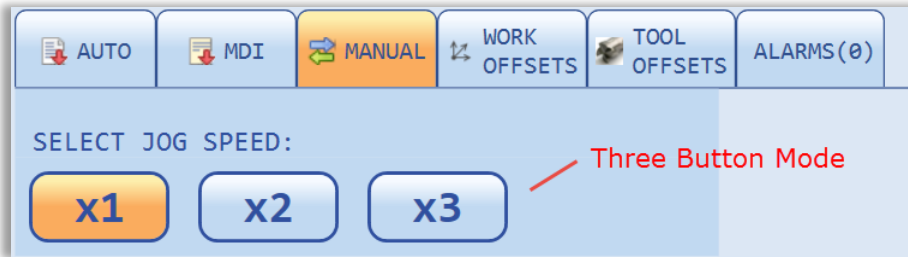 AUTO
MDI
MANUAL
WORK
OFFSETS
TOOL
OFFSETS
ALARMS(0)
SELECT JOG SPEED:
Three Button Mode
x1
x2
x3